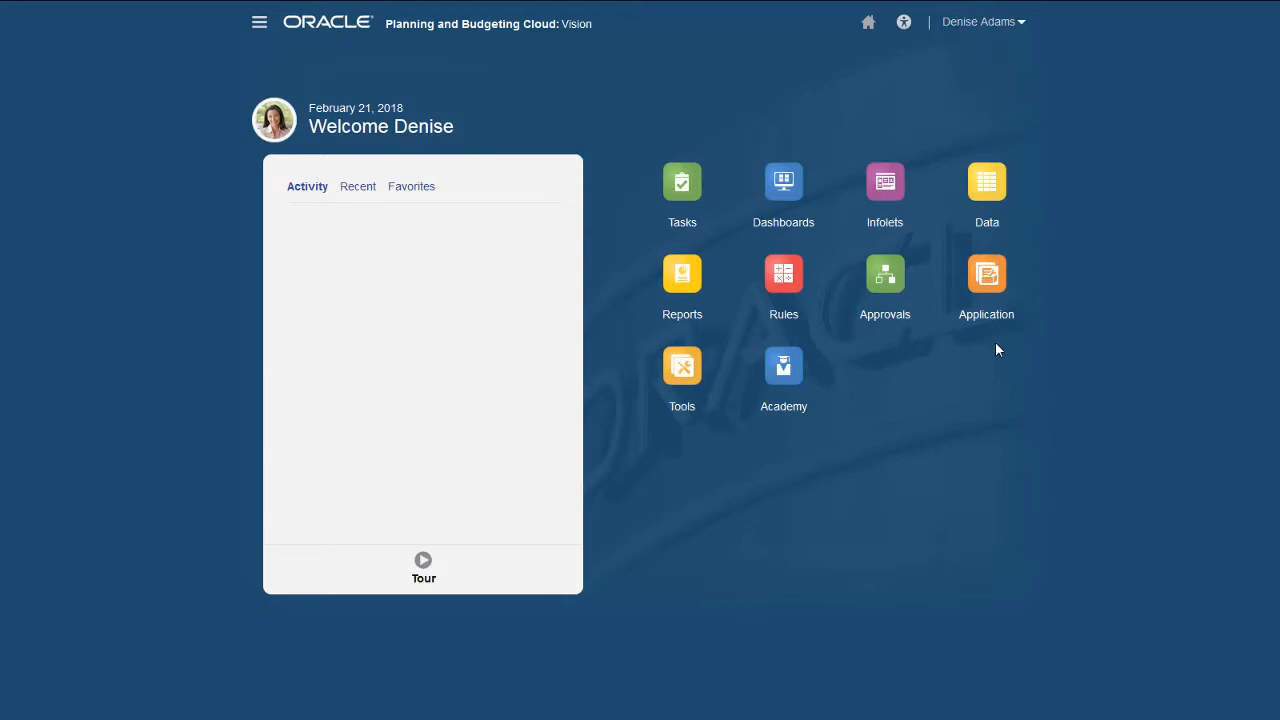 ORACLE Planning and Budgeting Cloud: Vision
Denise Adams
February 21, 2018
Welcome Denise
Activity Recent Favorites
Tasks Dashboards Infolets Data
Reports Rules Approvals Application
Tools Academy
Tour
ORACLE